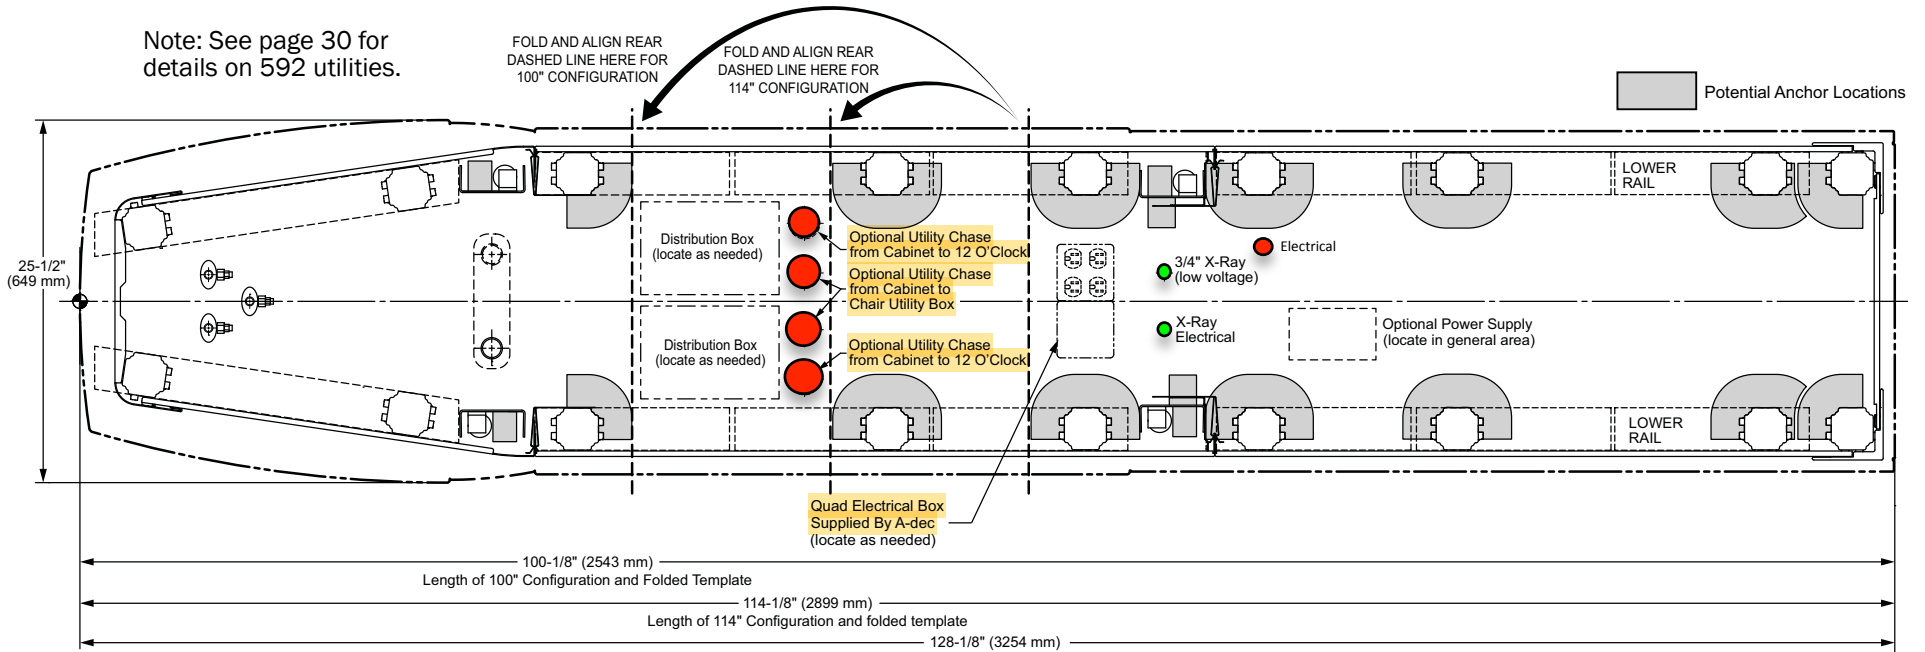 Note: See page 30 for
details on 592 utilities.
FOLD AND ALIGN REAR
DASHED LINE HERE FOR
100" CONFIGURATION
FOLD AND ALIGN REAR
DASHED LINE HERE FOR
114" CONFIGURATION
Potential Anchor Locations
25-1/2"
(649 mm)
LOWER
RAIL
Distribution Box
(locate as needed)
Optional Utility Chase
from Cabinet to 12 O'Clock
Optional Utility Chase
from Cabinet to
Chair Utility Box
Electrical
3/4" X-Ray
(low voltage)
X-Ray
Electrical
Optional Power Supply
(locate in general area)
Distribution Box
(locate as needed)
Optional Utility Chase
from Cabinet to 12 O'Clock
LOWER
RAIL
Quad Electrical Box
Supplied By A-dec
(locate as needed)
100-1/8" (2543 mm)
Length of 100" Configuration and Folded Template
114-1/8" (2899 mm)
Length of 114" Configuration and folded template
128-1/8" (3254 mm)